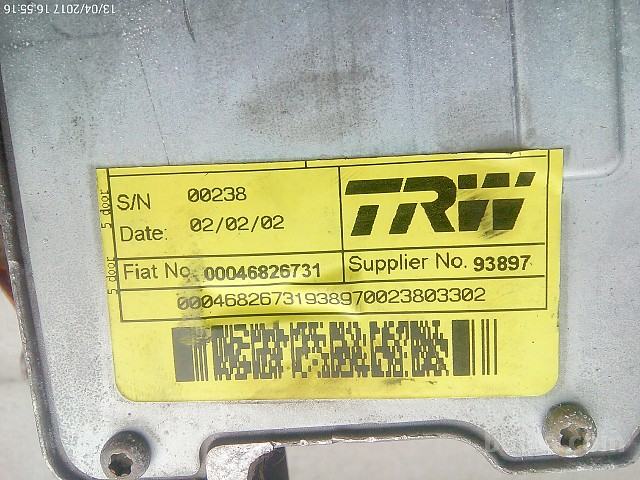 13/04/2017 16:55:16
5 door
5 door
S/N 00238
Date: 02/02/02
TRW
Fiat No. 00046826731
Supplier No. 93897
00046826731938970023803302